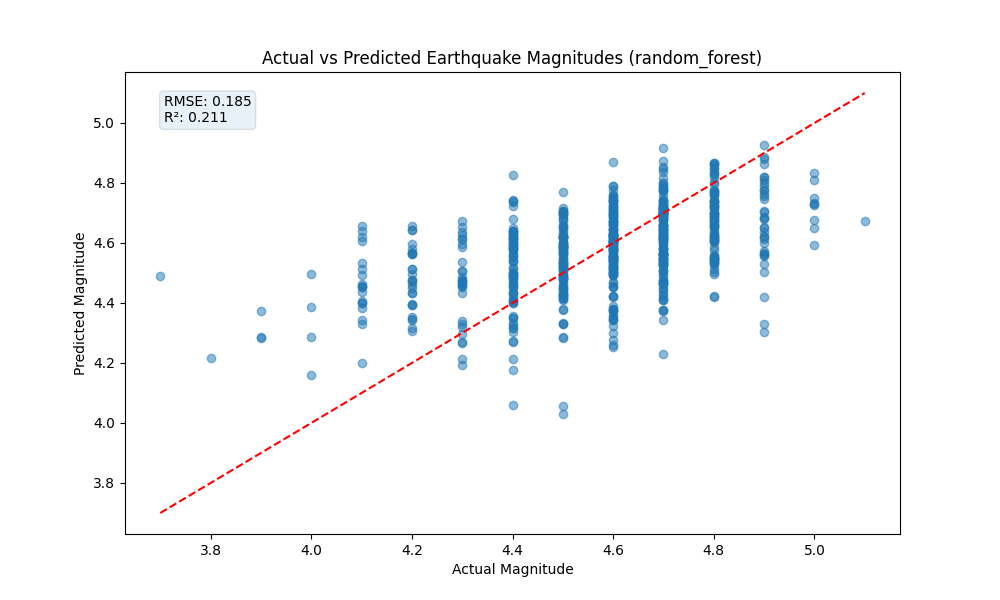 Actual vs Predicted Earthquake Magnitudes (random_forest)
RMSE: 0.185
R²: 0.211
Predicted Magnitude
5.0
4.8
4.6
4.4
4.2
4.0
3.8
3.8 4.0 4.2 4.4 4.6 4.8 5.0
Actual Magnitude